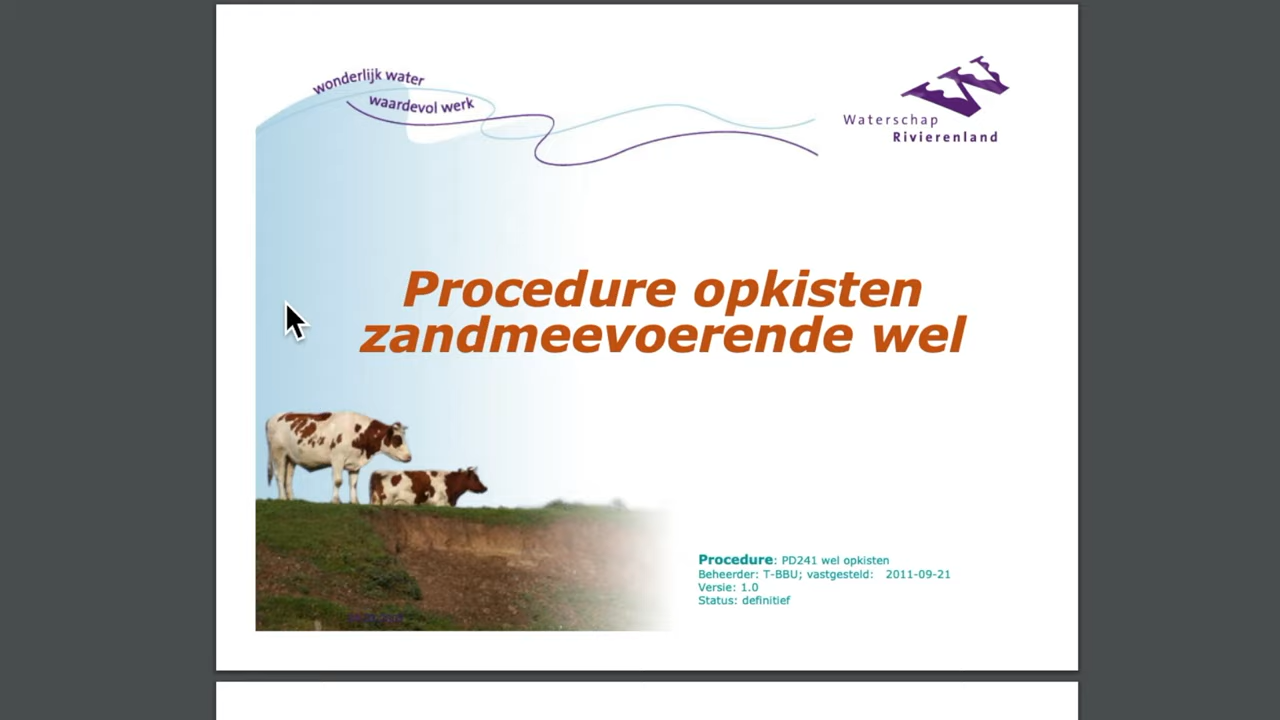 wonderlijk water
waardevol werk
Waterschap
Rivierenland
Procedure opkisten
zandmeevoerende wel
Procedure: PD241 wel opkisten
Beheerder: T-BBU; vastgesteld: 2011-09-21
Versie: 1.0
Status: definitief